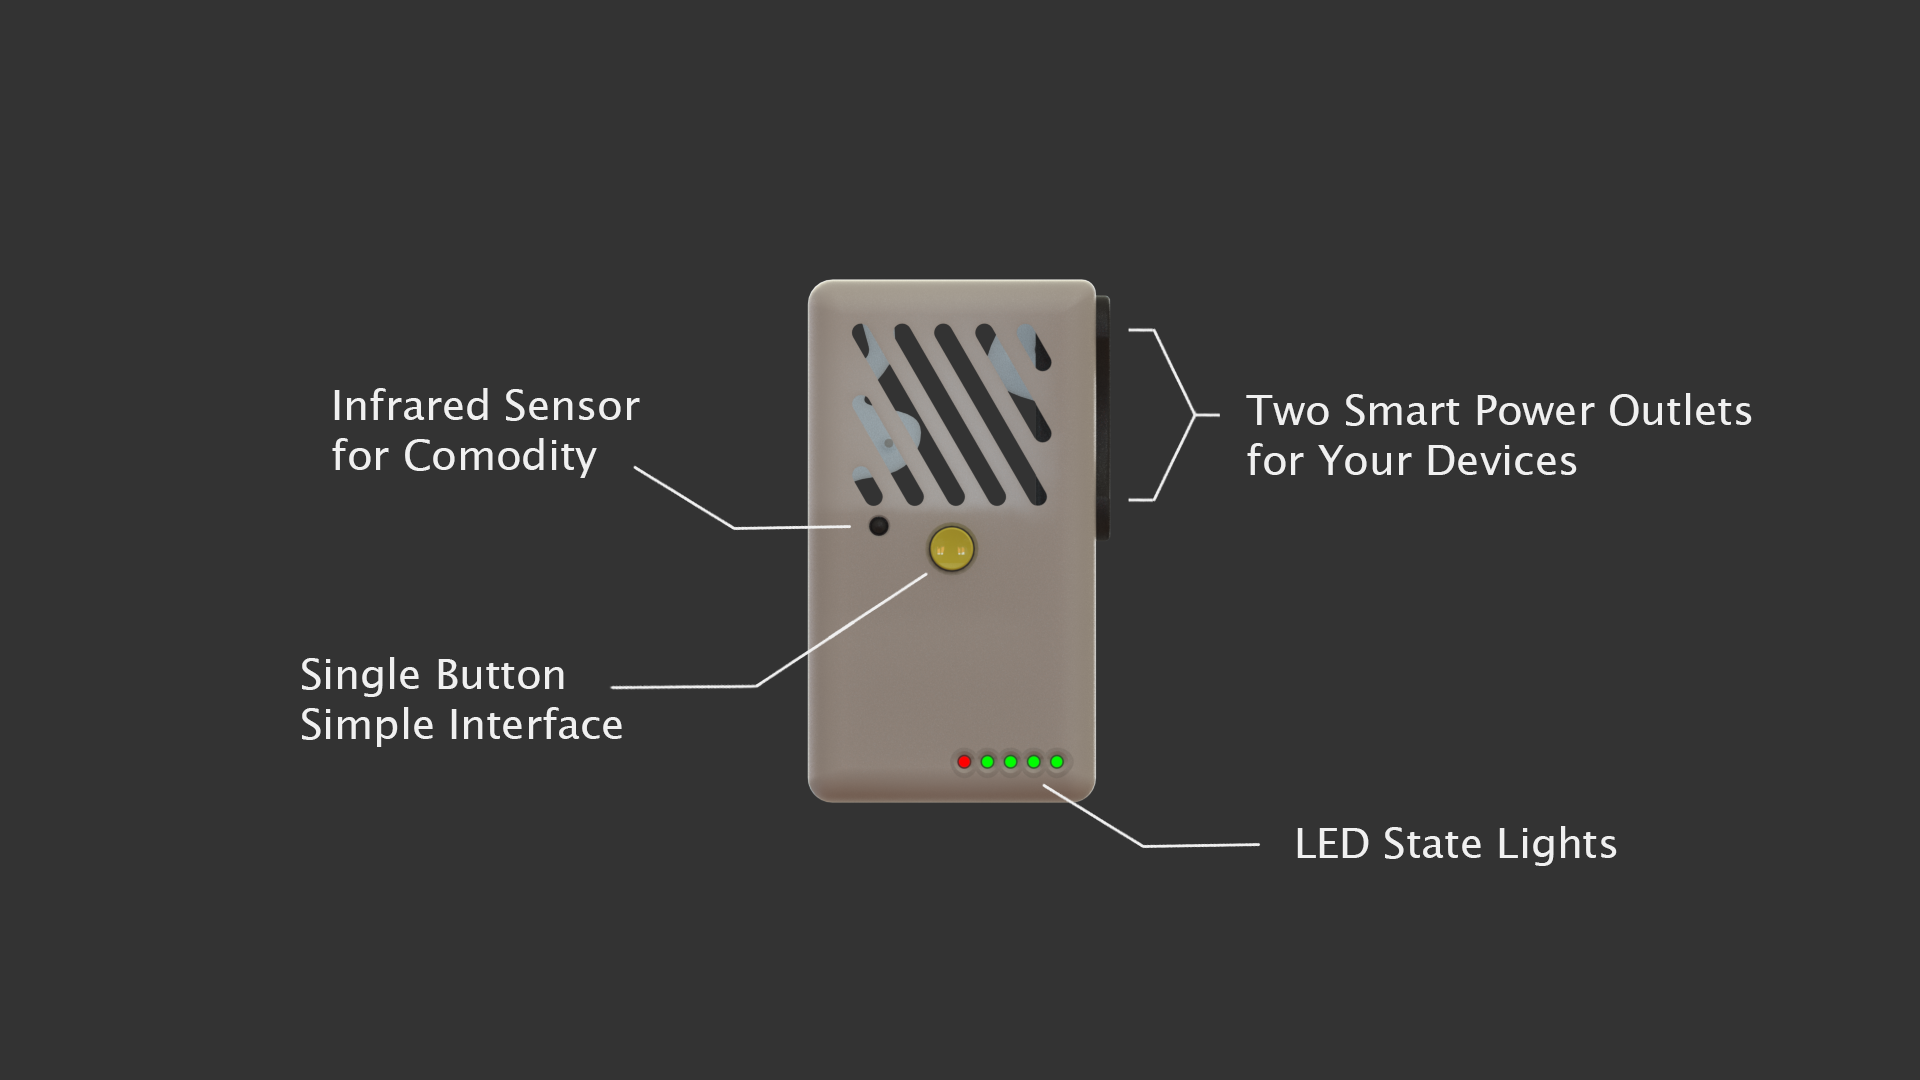 Infrared Sensor
for Comodity
Two Smart Power Outlets
for Your Devices
Single Button
Simple Interface
LED State Lights